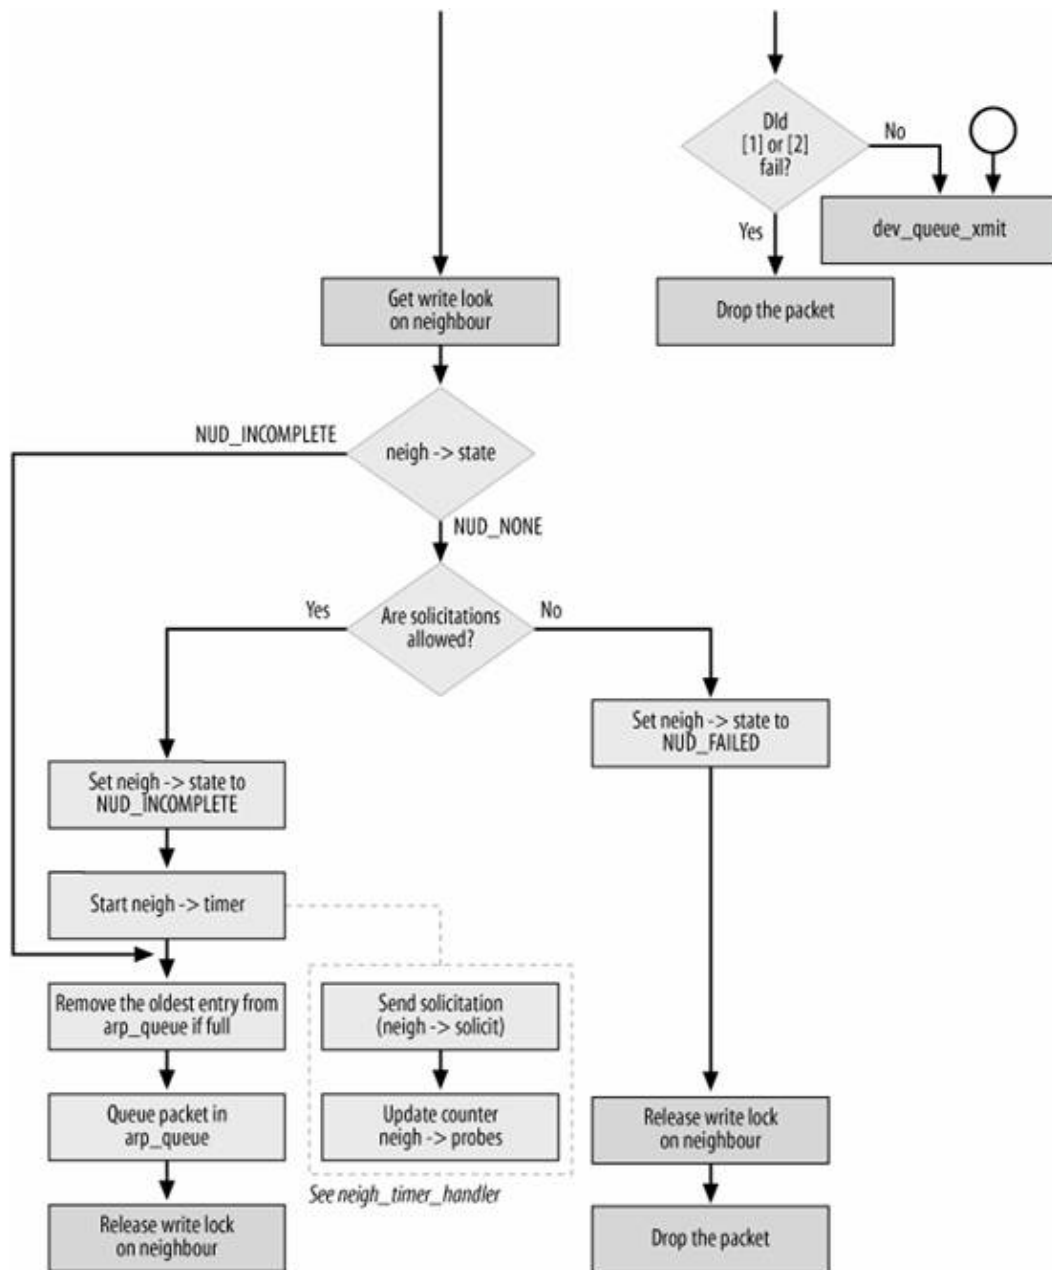 DId
[1] or [2]
fail?
No
Yes
dev_queue_xmit
Drop the packet
Get write look
on neighbour
NUD_INCOMPLETE
neigh -> state
NUD_NONE
Yes
Are solicitations
allowed?
No
Set neigh -> state to
NUD_FAILED
Set neigh -> state to
NUD_INCOMPLETE
Start neigh -> timer
Remove the oldest entry from
arp_queue if full
Send solicitation
(neigh -> solicit)
Queue packet in
arp_queue
Update counter
neigh -> probes
Release write lock
on neighbour
See neigh_timer_handler
Release write lock
on neighbour
Drop the packet